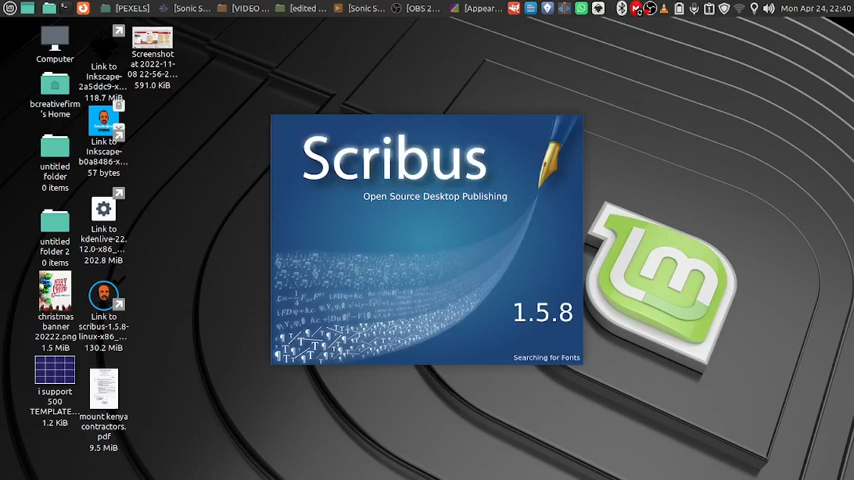 [PEXELS]
[Sonic S...
[VIDEO ...
[edited ...
[Sonic S...
[OBS 2...
[Appear...
Mon Apr 24, 22:40
Computer
bcreativefirm
's Home
untitled
folder
0 items
untitled
folder 2
0 items
christmas
banner
20222.png
1.5 MiB
i support
500
TEMPLATE...
1.2 KiB
Link to
Inkscape-
2a5ddc9-x...
118.7 MiB
Link to
Inkscape-
b0a8486-x...
57 bytes
Link to
kdenlive-22.
12.0-x86_...
202.8 MiB
Link to
scribus-1.5.8-
linux-x86_...
130.2 MiB
mount kenya
contractors.
pdf
9.5 MiB
Screenshot
at 2022-11-
08 22-56-2...
591.0 KiB
Scribus
Open Source Desktop Publishing
1.5.8
Searching for Fonts
lm